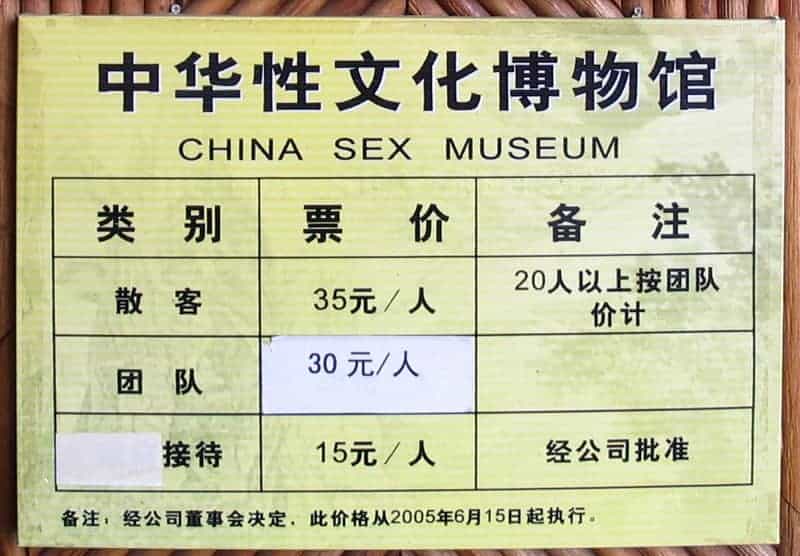 中华性文化博物馆
CHINA SEX MUSEUM
类 别 票 价 备 注
散 客 35元/人 20人以上按团队
价计
团 队 30元/人
接待 15元/人 经公司批准
备注:经公司董事会决定,此价格从2005年6月15日起执行。